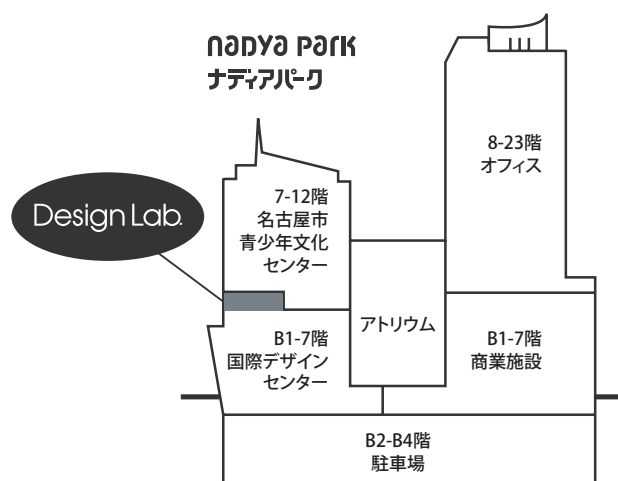 nadya park
ナディアパーク
8-23階
オフィス
Design Lab.
7-12階
名古屋市
青少年文化
センター
アトリウム
B1-7階
国際デザイン
センター
B1-7階
商業施設
B2-B4階
駐車場